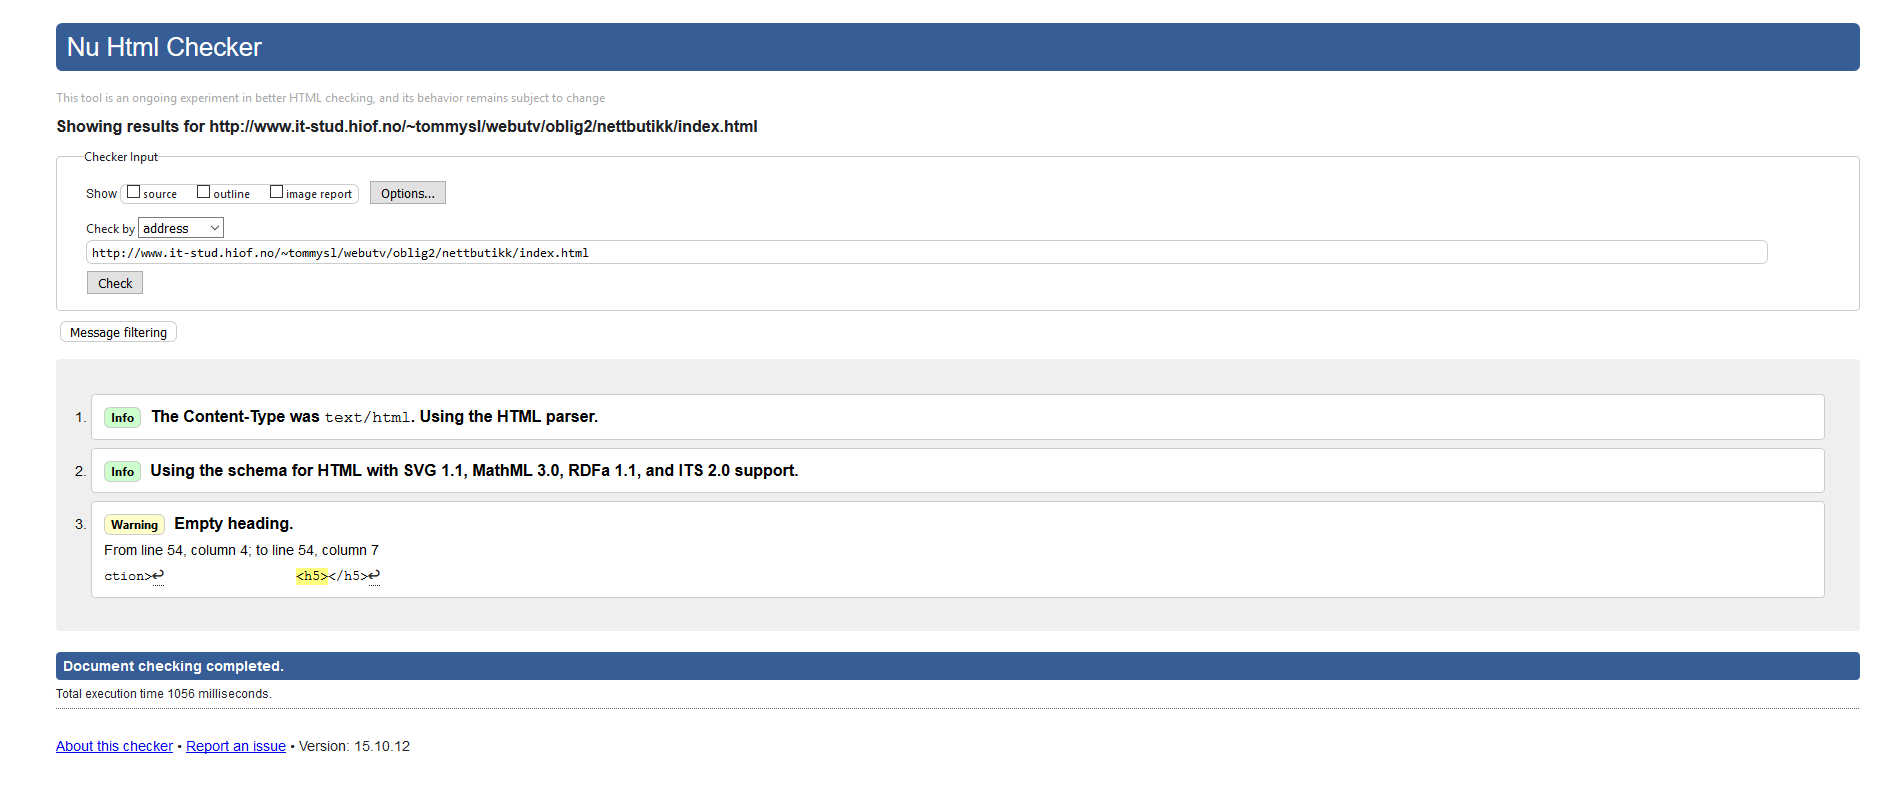 Nu Html Checker
This tool is an ongoing experiment in better HTML checking, and its behavior remains subject to change
Showing results for http://www.it-stud.hiof.no/~tommysl/webutv/oblig2/nettbutikk/index.html
Checker Input
Show source outline image report Options...
Check by address
http://www.it-stud.hiof.no/~tommysl/webutv/oblig2/nettbutikk/index.html
Check
Message filtering
1. Info The Content-Type was text/html. Using the HTML parser.
2. Info Using the schema for HTML with SVG 1.1, MathML 3.0, RDFa 1.1, and ITS 2.0 support.
3. Warning Empty heading.
From line 54, column 4; to line 54, column 7
ction>↩ <h5></h5>↩
Document checking completed.
Total execution time 1056 milliseconds.
About this checker • Report an issue • Version: 15.10.12